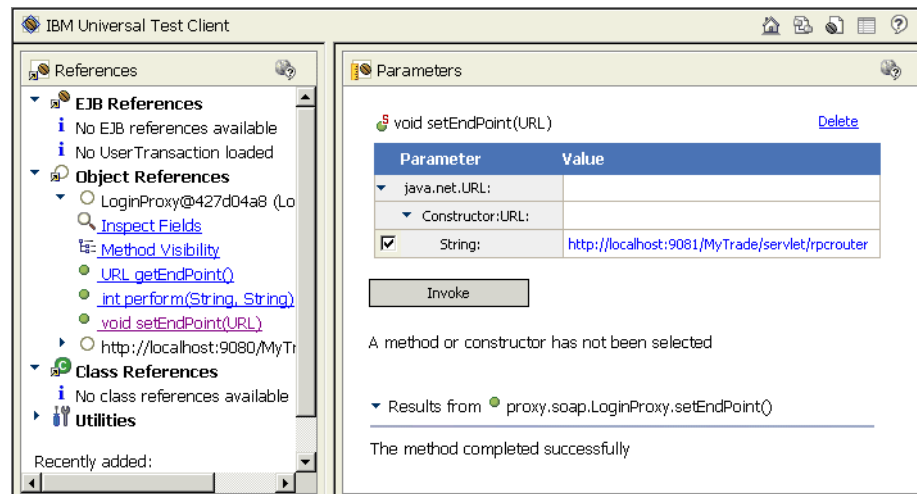 IBM Universal Test Client
References
EJB References
No EJB references available
No UserTransaction loaded
Object References
LoginProxy@427d04a8 (Lo
Inspect Fields
Method Visibility
URL getEndPoint()
int perform(String, String)
void setEndPoint(URL)
http://localhost:9080/MyTr
Class References
No class references available
Utilities
Recently added:
Parameters
void setEndPoint(URL) Delete
Parameter Value
java.net.URL:
Constructor:URL:
String: http://localhost:9081/MyTrade/servlet/rpcrouter
Invoke
A method or constructor has not been selected
Results from proxy.soap.LoginProxy.setEndPoint()
The method completed successfully